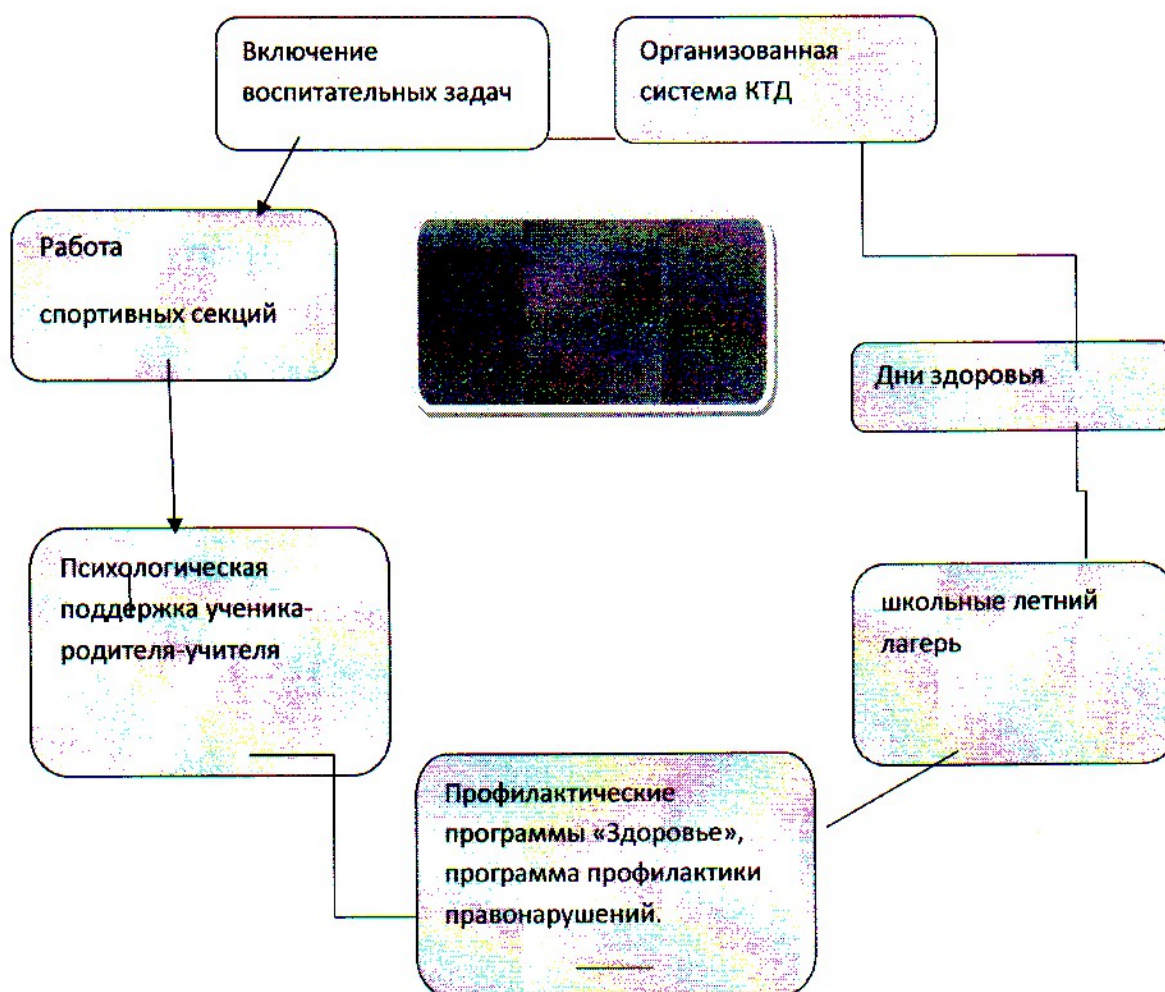 Включение
воспитательных задач
Организованная
система КТД
Работа
спортивных секций
Дни здоровья
Психологическая
поддержка ученика-
родителя-учителя
школьные летний
лагерь
Профилактические
программы «Здоровье»,
программа профилактики
правонарушений.